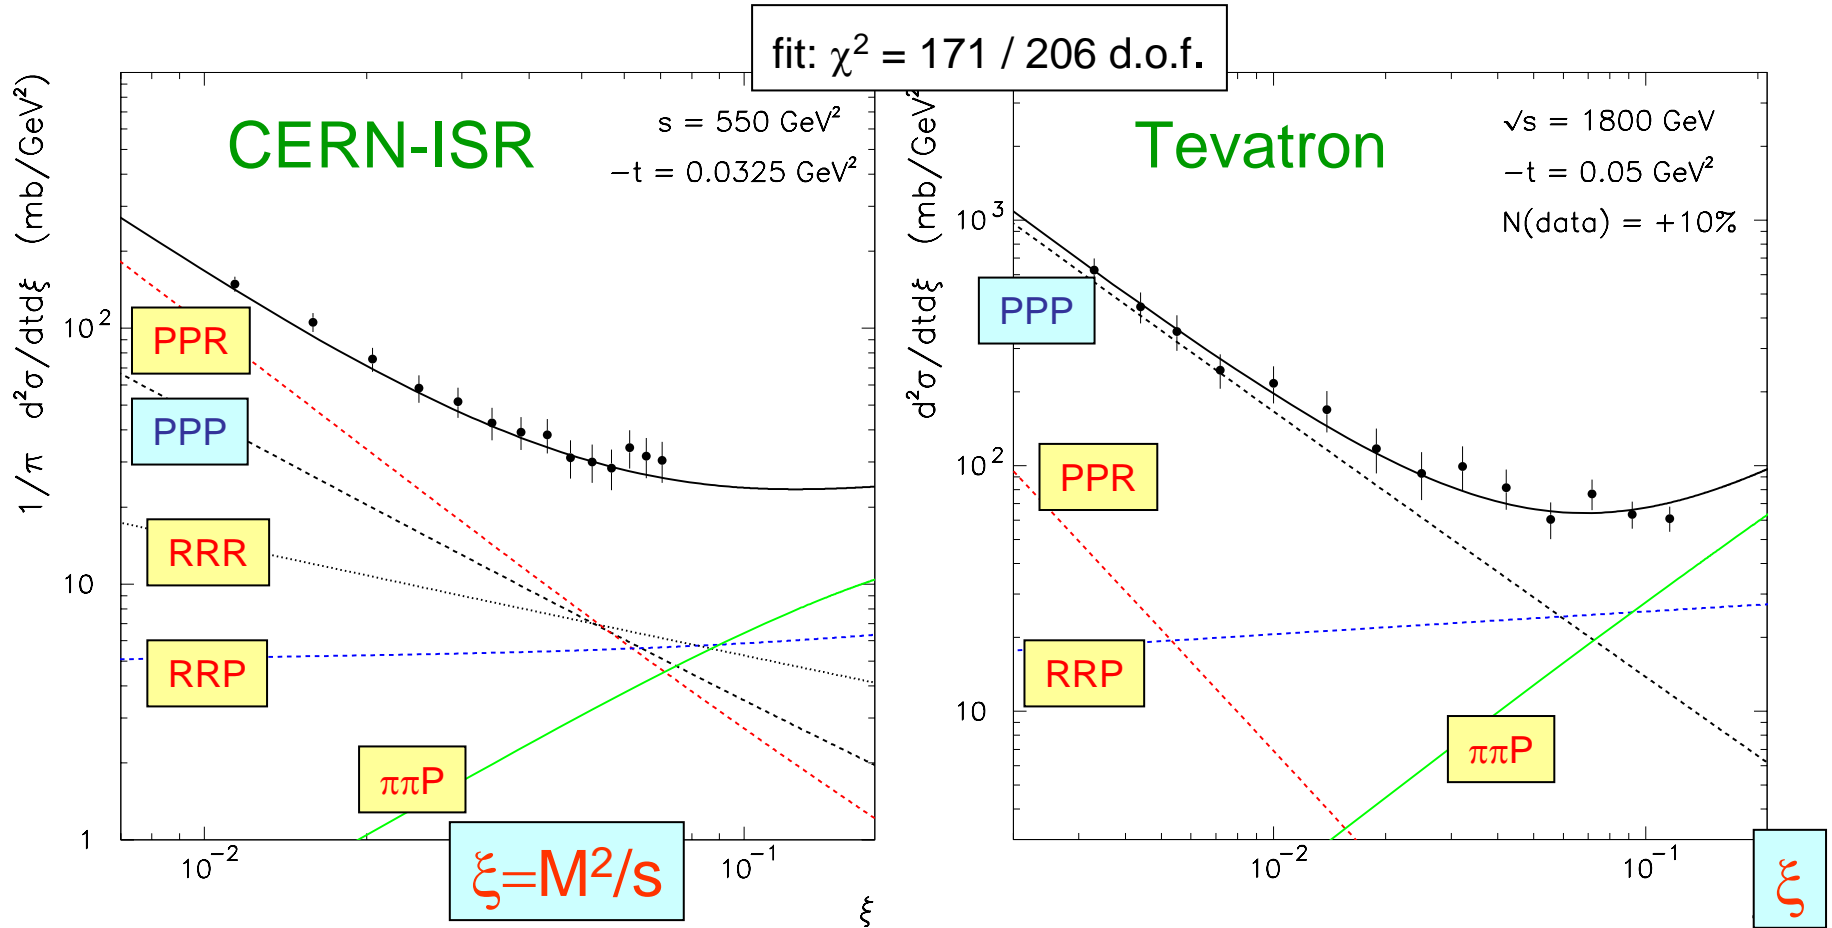 fit: χ² = 171 / 206 d.o.f.
1/π d²σ/dtdξ (mb/GeV²)
CERN-ISR
s = 550 GeV²
−t = 0.0325 GeV²
10²
10
1
PPR
PPP
RRR
RRP
ππP
10⁻²
10⁻¹
ξ=M²/s
ξ
d²σ/dtdξ (mb/GeV²)
Tevatron
√s = 1800 GeV
−t = 0.05 GeV²
N(data) = +10%
10³
10²
10
PPP
PPR
RRP
ππP
10⁻²
10⁻¹
ξ